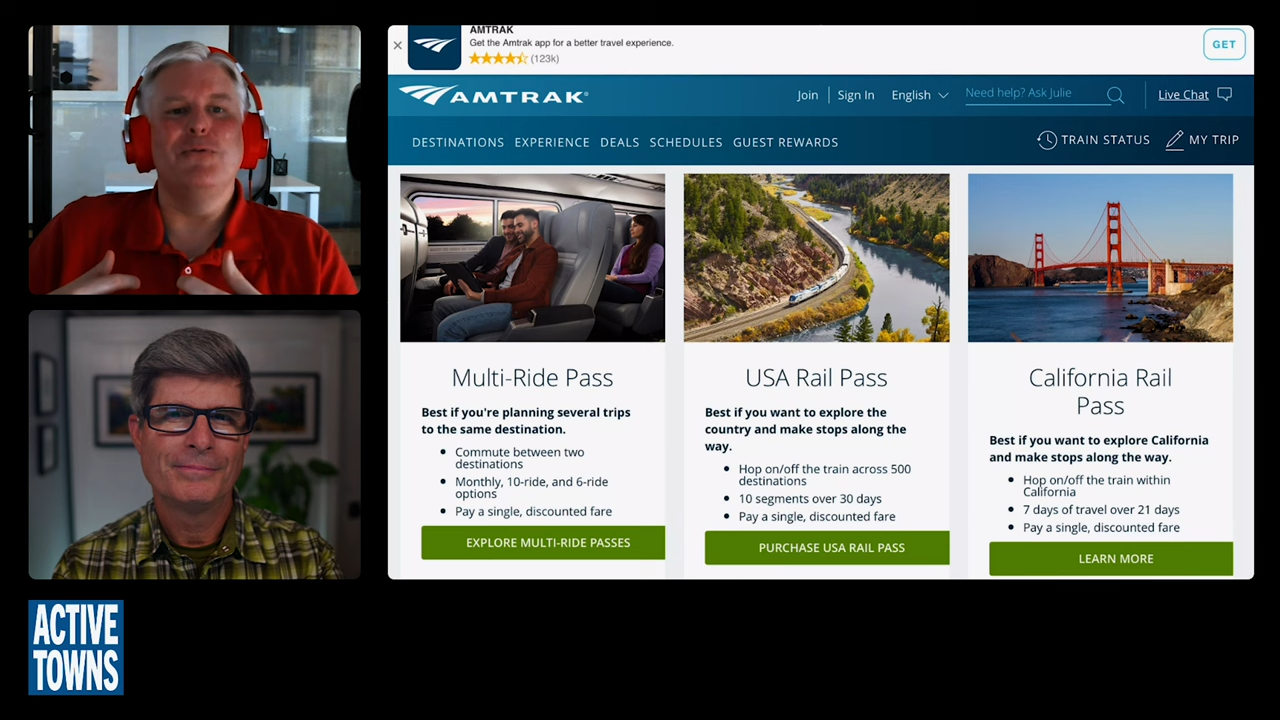 AMTRAK
Get the Amtrak app for a better travel experience.
(123k)
GET
AMTRAK
Join
Sign In
English
Need help? Ask Julie
Live Chat
DESTINATIONS
EXPERIENCE
DEALS
SCHEDULES
GUEST REWARDS
TRAIN STATUS
MY TRIP
Multi-Ride Pass
Best if you're planning several trips
to the same destination.
Commute between two
destinations
Monthly, 10-ride, and 6-ride
options
Pay a single, discounted fare
EXPLORE MULTI-RIDE PASSES
USA Rail Pass
Best if you want to explore the
country and make stops along the
way.
Hop on/off the train across 500
destinations
10 segments over 30 days
Pay a single, discounted fare
PURCHASE USA RAIL PASS
California Rail
Pass
Best if you want to explore California
and make stops along the way.
Hop on/off the train within
California
7 days of travel over 21 days
Pay a single, discounted fare
LEARN MORE
ACTIVE
TOWNS